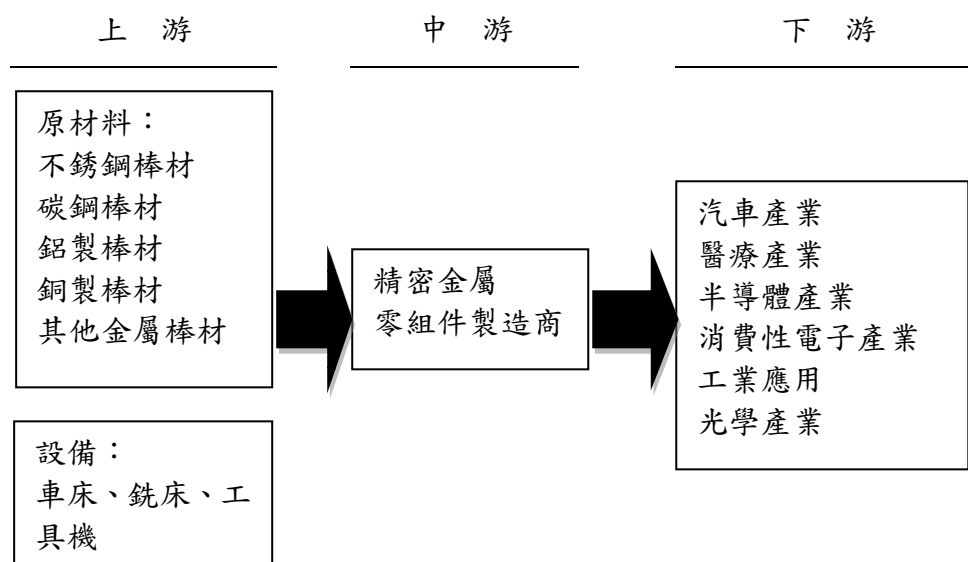 上 游
中 游
下 游
原材料：
不銹鋼棒材
碳鋼棒材
鋁製棒材
銅製棒材
其他金屬棒材
設備：
車床、銑床、工
具機
精密金屬
零組件製造商
汽車產業
醫療產業
半導體產業
消費性電子產業
工業應用
光學產業